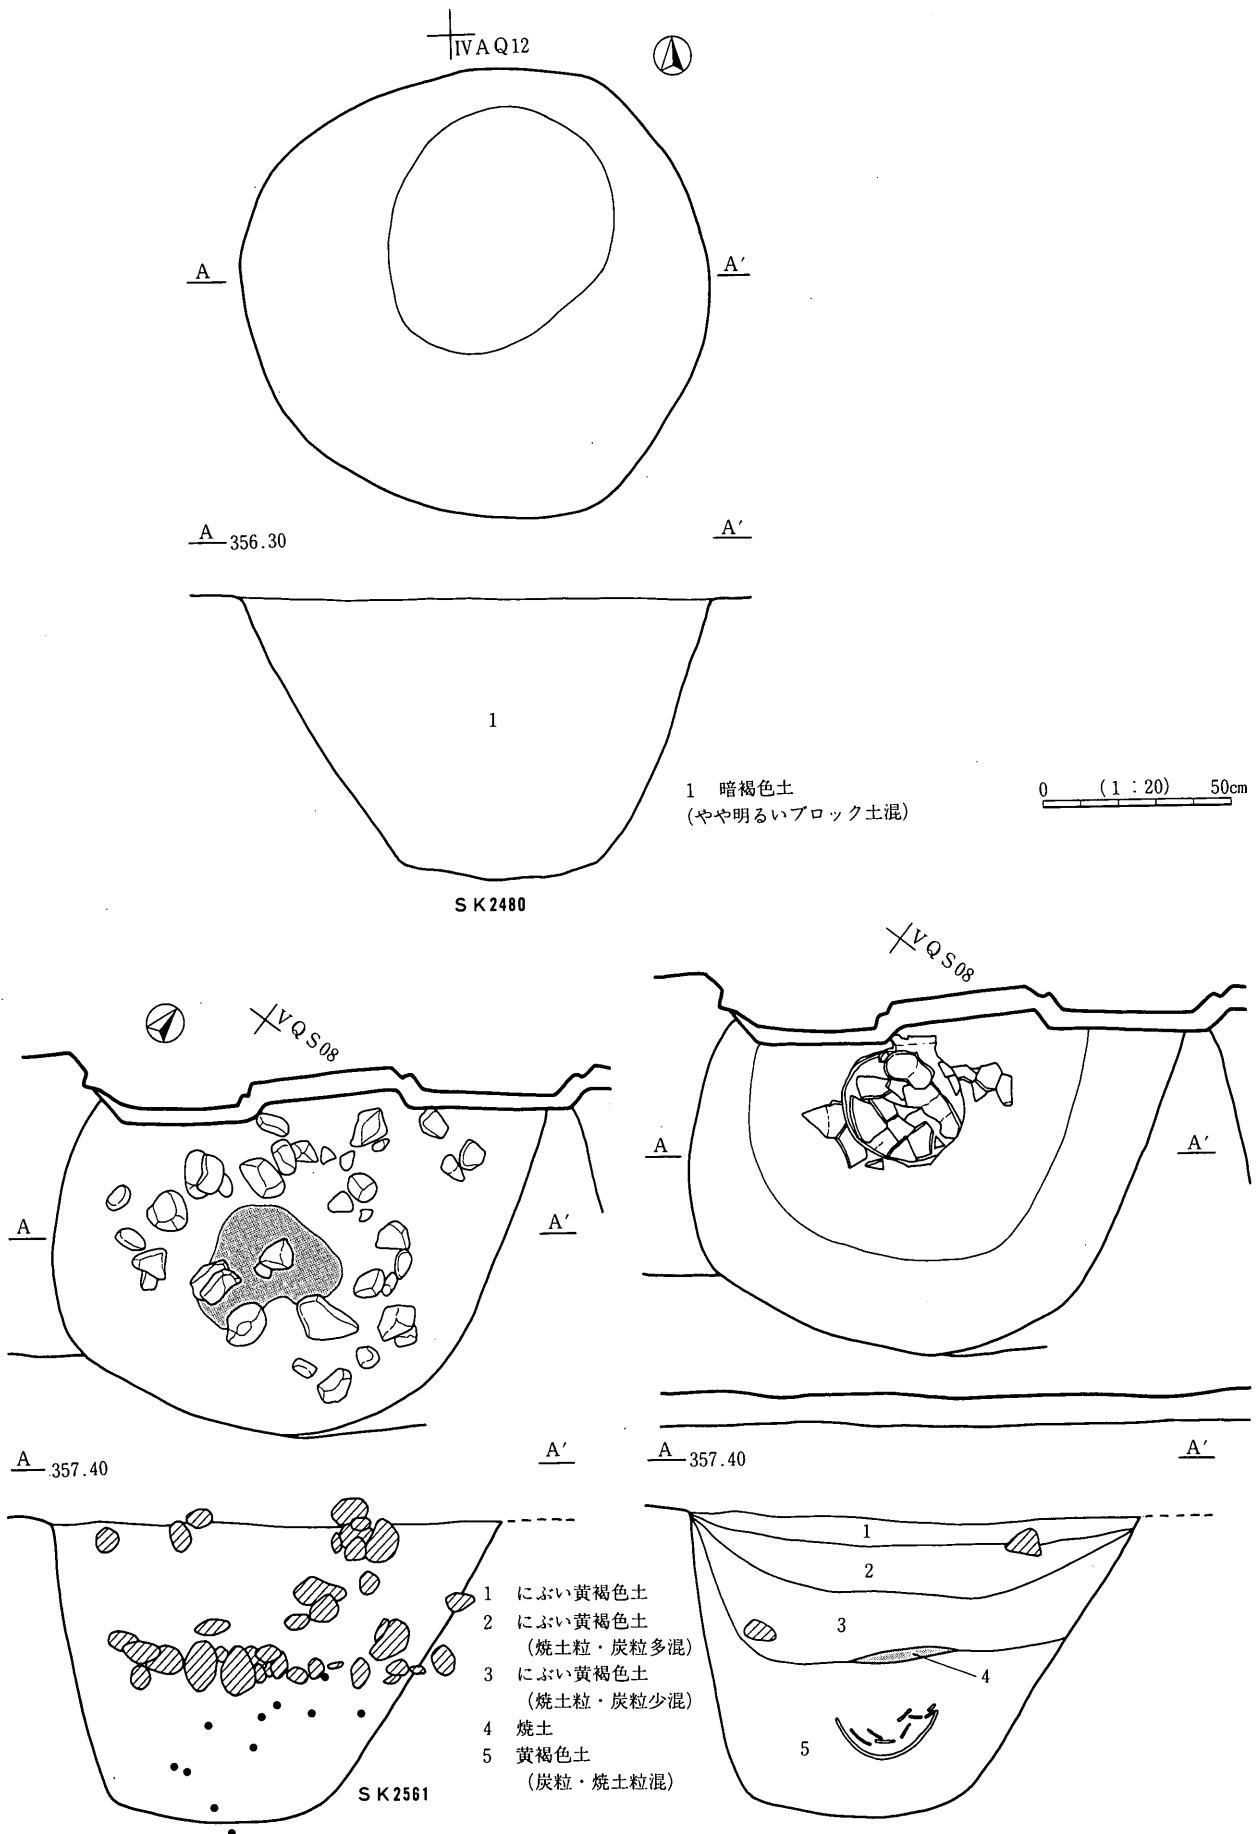 IVAQ12
A
A′
A 356.30
A′
1
1 暗褐色土
(やや明るいブロック土混)
0 (1:20) 50cm
SK2480
VQS08
A
A′
A 357.40
A′
VQS08
A
A′
A 357.40
A′
1 にぶい黄褐色土
2 にぶい黄褐色土
(焼土粒・炭粒多混)
3 にぶい黄褐色土
(焼土粒・炭粒少混)
4 焼土
5 黄褐色土
(炭粒・焼土粒混)
SK2561
1
2
3
4
5